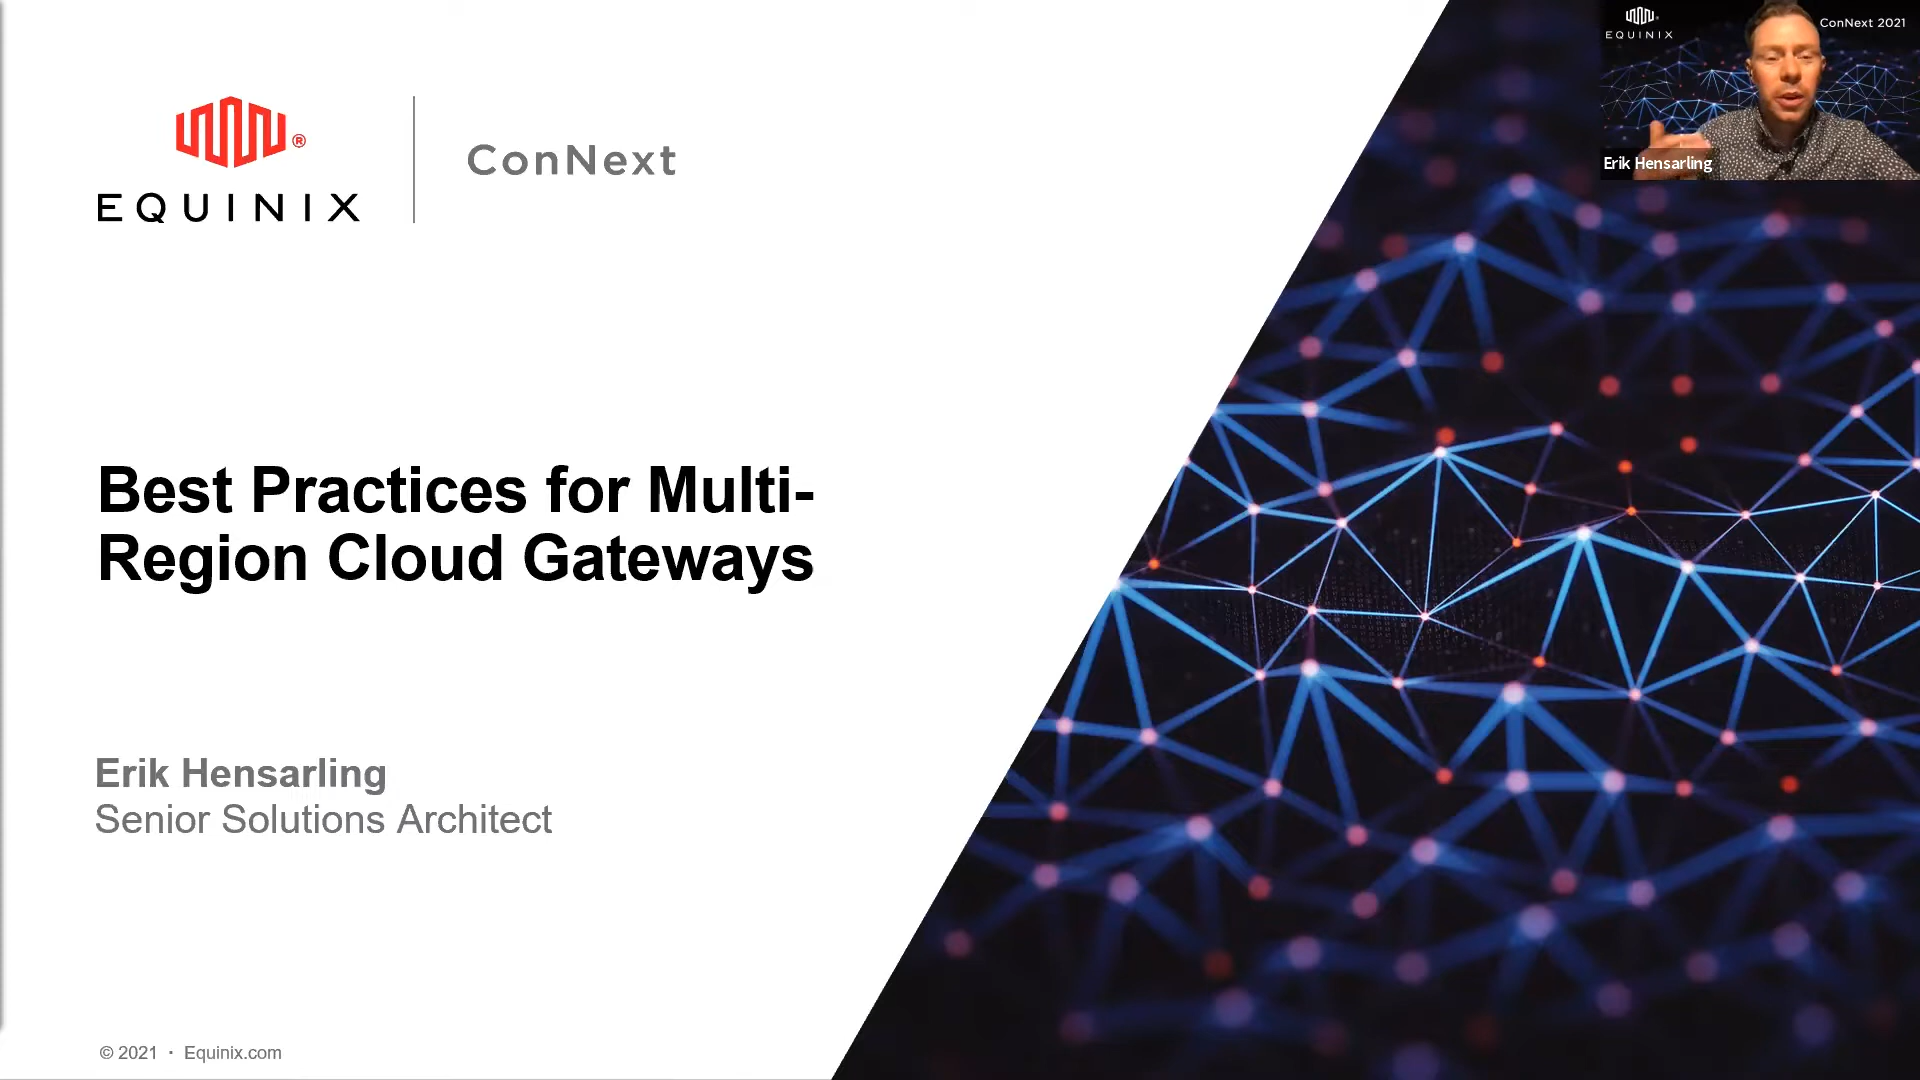 EQUINIX
ConNext 2021
Erik Hensarling
®
EQUINIX
ConNext
Best Practices for Multi-
Region Cloud Gateways
Erik Hensarling
Senior Solutions Architect
© 2021 · Equinix.com